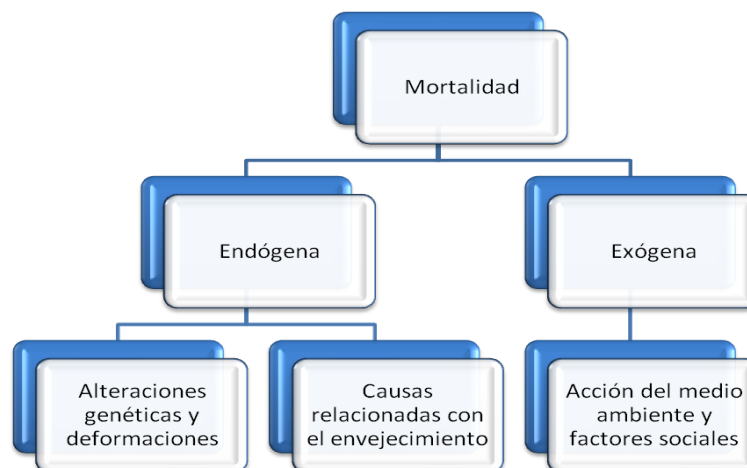 Mortalidad
Endógena
Exógena
Alteraciones
genéticas y
deformaciones
Causas
relacionadas con
el envejecimiento
Acción del medio
ambiente y
factores sociales